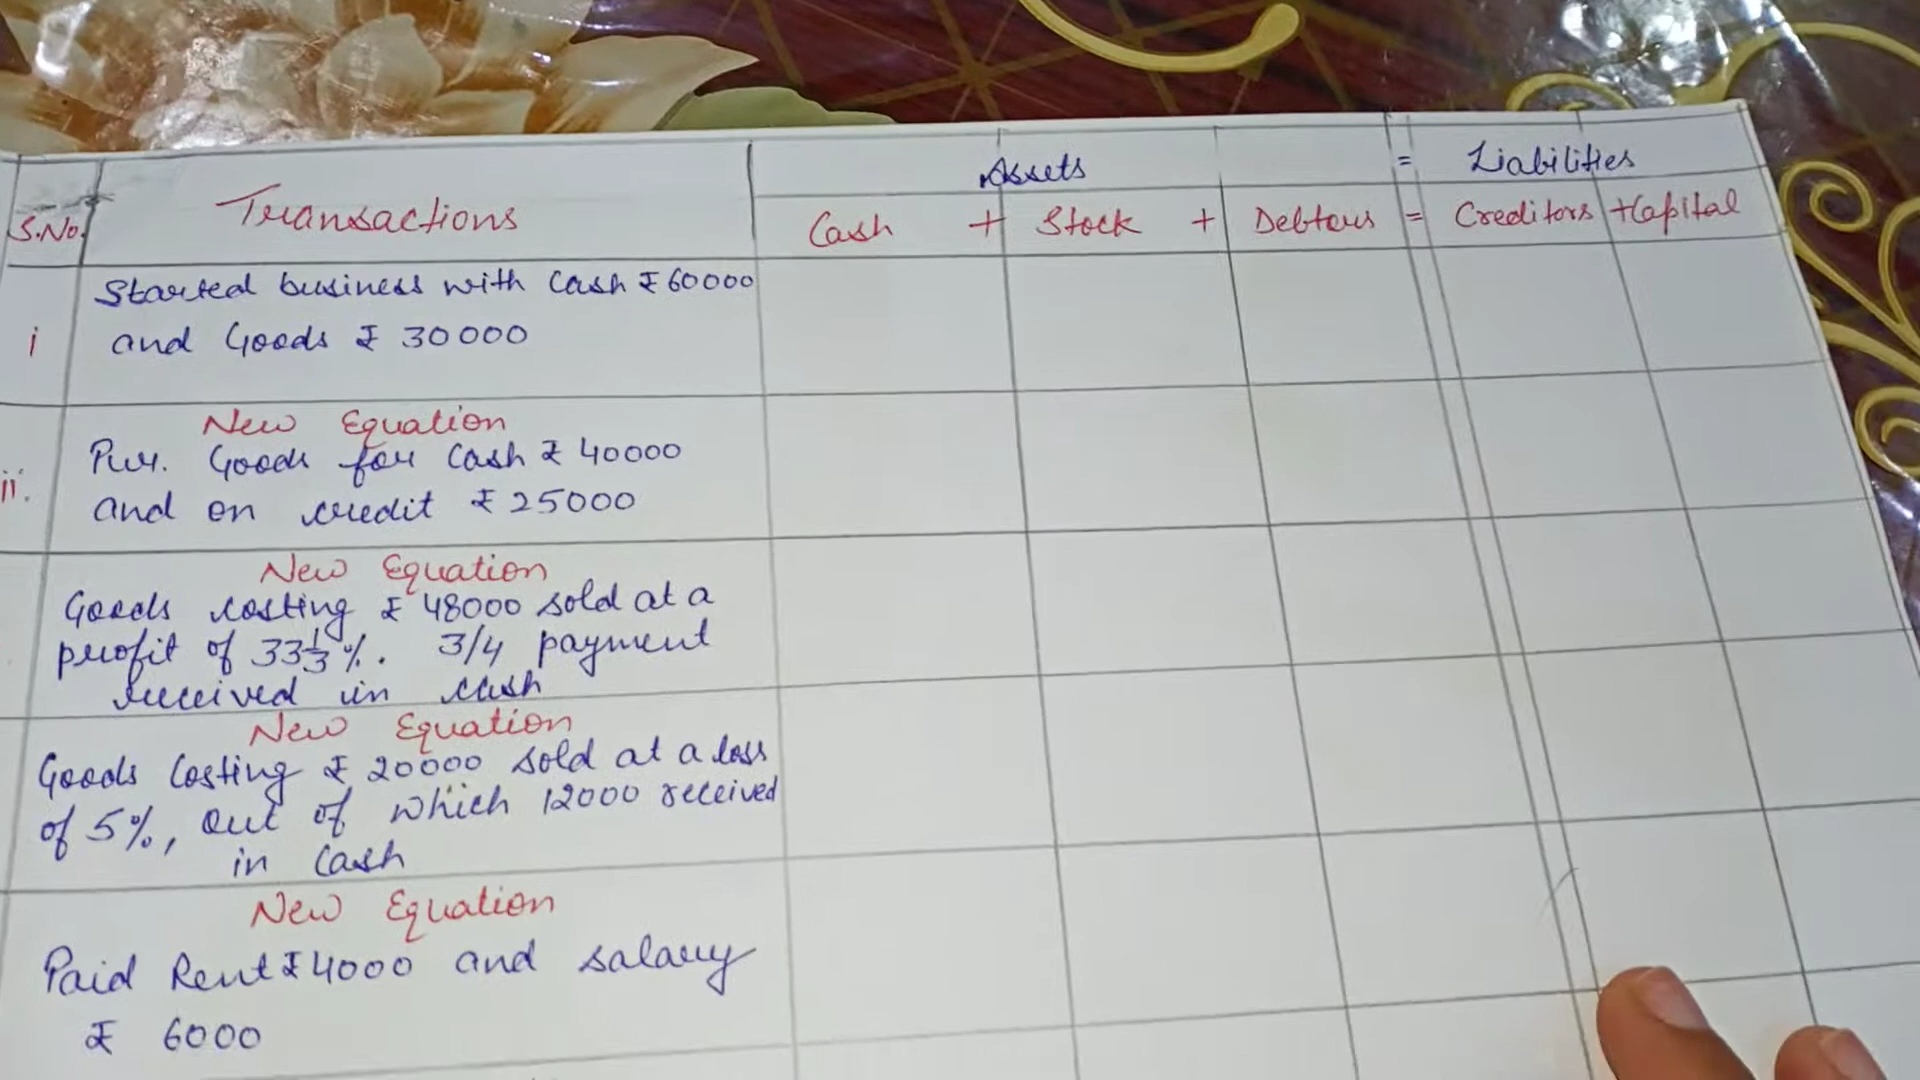 Assets = Liabilities
S.No. Transactions Cash + Stock + Debtors = Creditors + Capital
Started business with cash ₹ 60000
i and Goods ₹ 30000
New Equation
Pur. Goods for cash ₹ 40000
ii. and on credit ₹ 25000
New Equation
Goods costing ₹ 48000 sold at a
profit of 33⅓%. 3/4 payment
received in cash
New Equation
Goods Costing ₹ 20000 sold at a loss
of 5%, out of which 12000 received
in cash
New Equation
Paid Rent ₹ 4000 and salary
₹ 6000